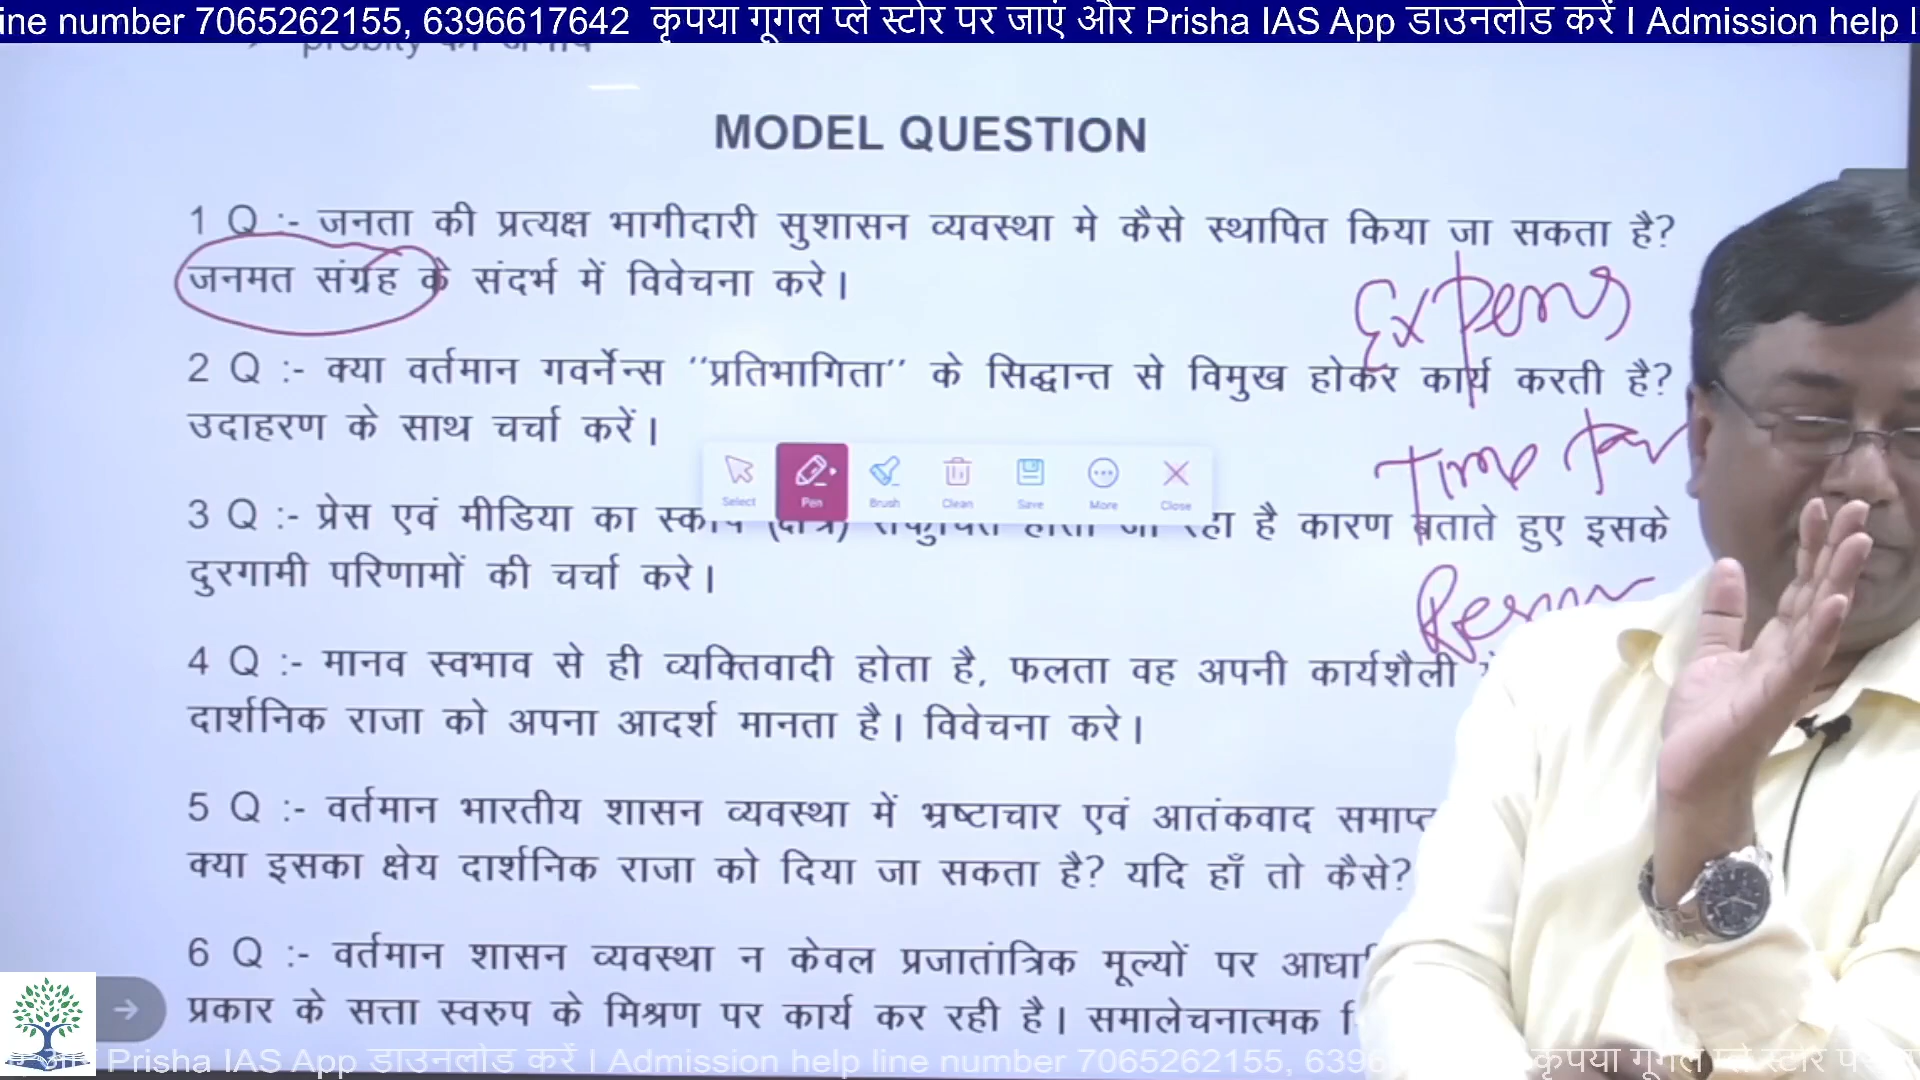 ine number 7065262155, 6396617642 कृपया गूगल प्ले स्टोर पर जाएं और Prisha IAS App डाउनलोड करें I Admission help l
MODEL QUESTION
1 Q :- जनता की प्रत्यक्ष भागीदारी सुशासन व्यवस्था मे कैसे स्थापित किया जा सकता है?
जनमत संग्रह के संदर्भ में विवेचना करे।
Expens
2 Q :- क्या वर्तमान गवर्नेन्स ''प्रतिभागिता'' के सिद्धान्त से विमुख होकर कार्य करती है?
उदाहरण के साथ चर्चा करें।
Time
Select Pen Brush Clean Save More Close
3 Q :- प्रेस एवं मीडिया का है कारण बताते हुए इसके
दुरगामी परिणामों की चर्चा करे।
4 Q :- मानव स्वभाव से ही व्यक्तिवादी होता है, फलता वह अपनी कार्यशैली
दार्शनिक राजा को अपना आदर्श मानता है। विवेचना करे।
5 Q :- वर्तमान भारतीय शासन व्यवस्था में भ्रष्टाचार एवं आतंकवाद समाप्त
क्या इसका क्षेय दार्शनिक राजा को दिया जा सकता है? यदि हाँ तो कैसे?
6 Q :- वर्तमान शासन व्यवस्था न केवल प्रजातांत्रिक मूल्यों पर
प्रकार के सत्ता स्वरुप के मिश्रण पर कार्य कर रही है। समालेचनात्मक
Prisha IAS App डाउनलोड करें I Admission help line number 7065262155, 6396 कृपया गूगल प्ले स्टोर